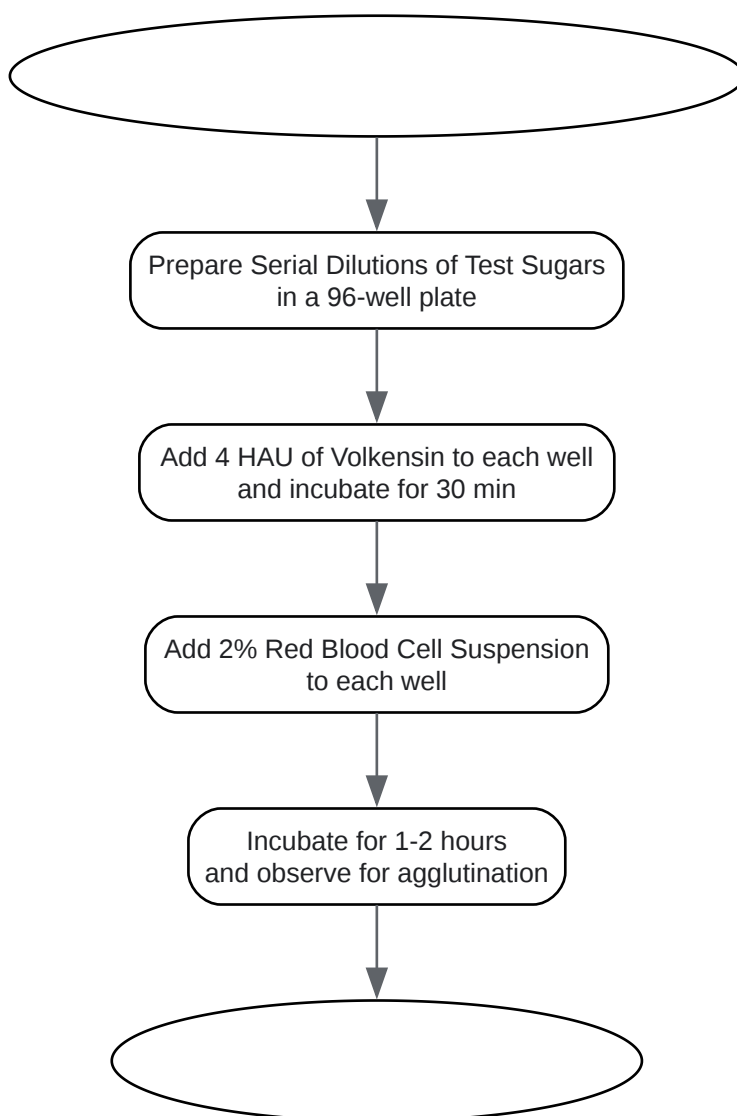 Prepare Serial Dilutions of Test Sugars
in a 96-well plate
Add 4 HAU of Volkensin to each well
and incubate for 30 min
Add 2% Red Blood Cell Suspension
to each well
Incubate for 1-2 hours
and observe for agglutination